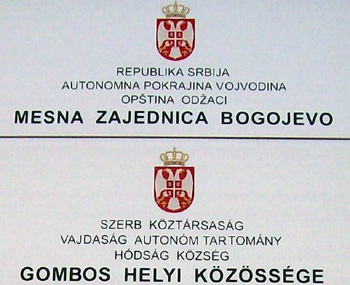 REPUBLIKA SRBIJA
AUTONOMNA POKRAJINA VOJVODINA
OPŠTINA ODŽACI
MESNA ZAJEDNICA BOGOJEVO
SZERB KÖZTÁRSASÁG
VAJDASÁG AUTONÓM TARTOMÁNY
HÓDSÁG KÖZSÉG
GOMBOS HELYI KÖZÖSSÉGE